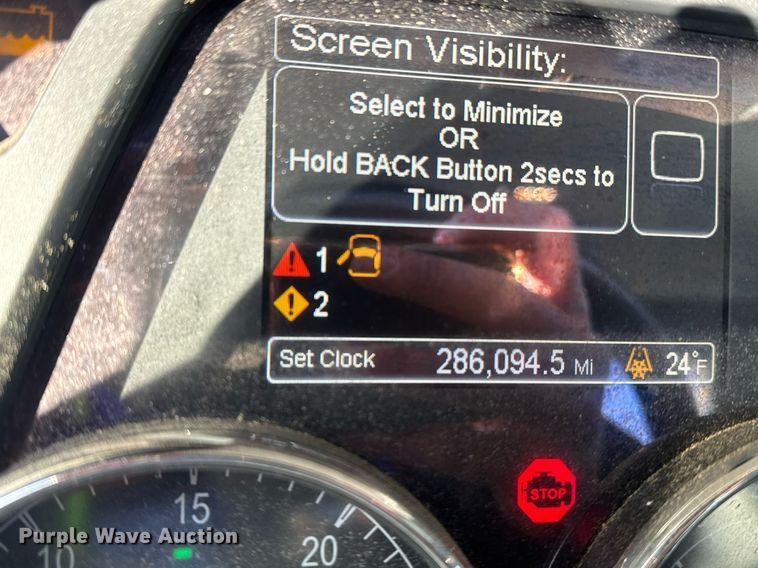 Screen Visibility:
Select to Minimize
OR
Hold BACK Button 2secs to
Turn Off
1
2
Set Clock 286,094.5 Mi 24°F
STOP
10 15 20
Purple Wave Auction